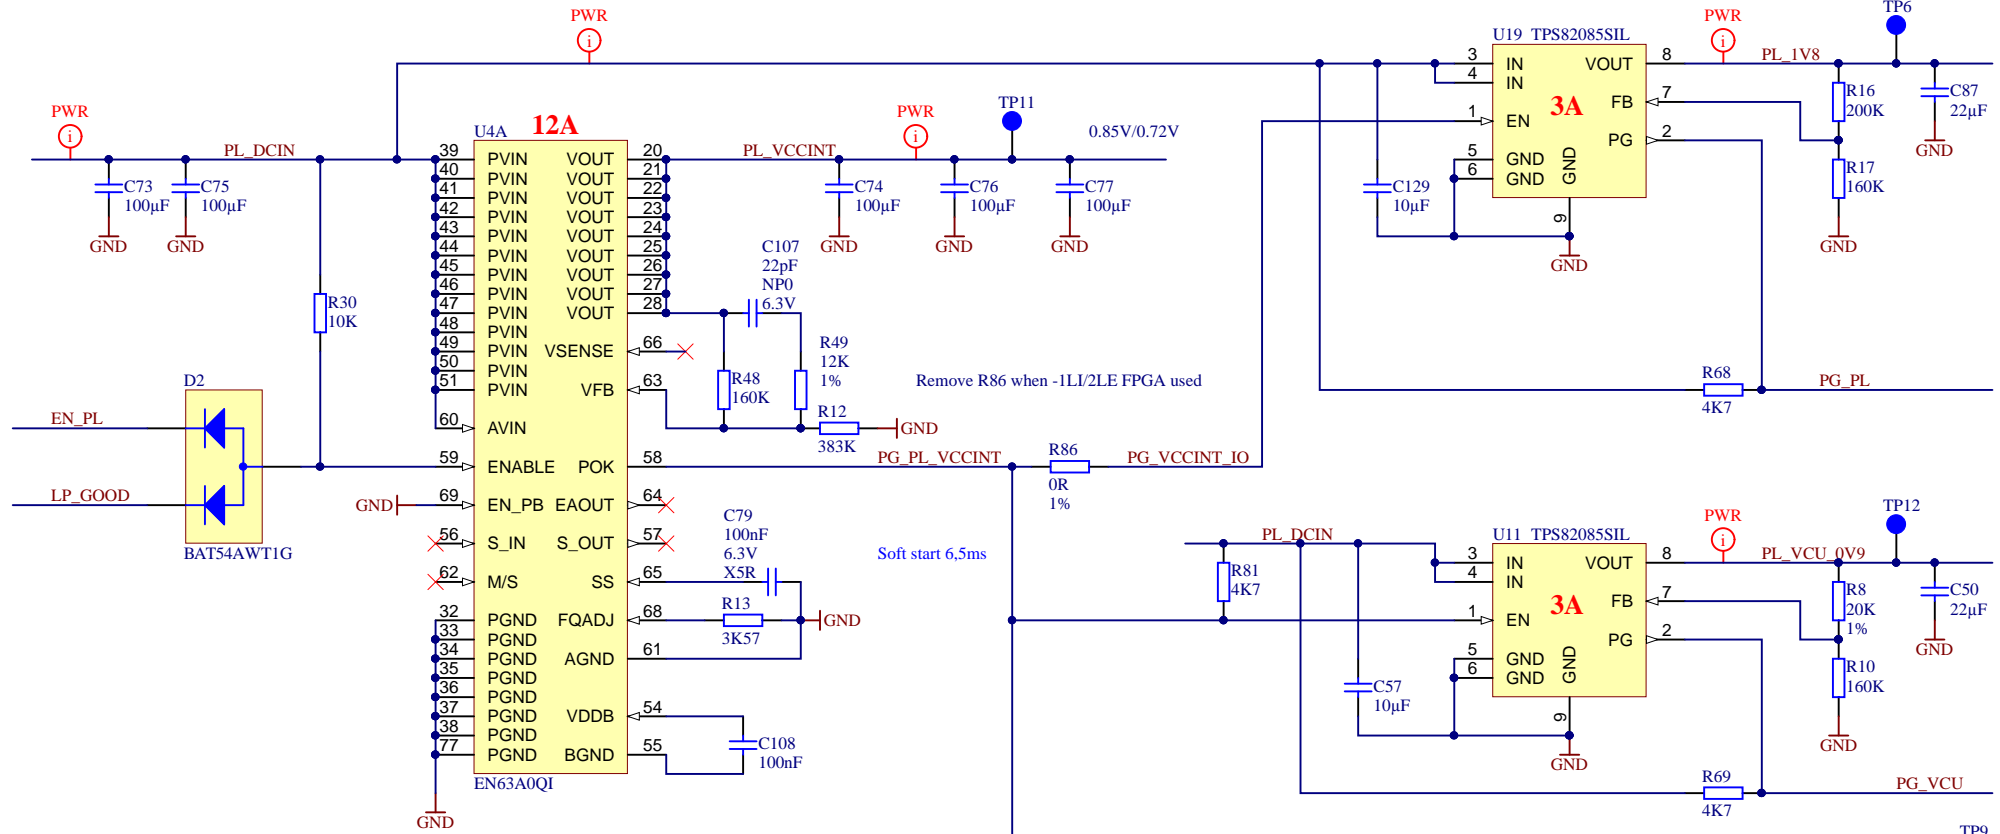 PWR
i
PL_DCIN
C73
100µF
GND
C75
100µF
GND
R30
10K
D2
EN_PL
LP_GOOD
BAT54AWT1G
PWR
i
U4A
12A
39 PVIN VOUT 20
40 PVIN VOUT 21
41 PVIN VOUT 22
42 PVIN VOUT 23
43 PVIN VOUT 24
44 PVIN VOUT 25
45 PVIN VOUT 26
46 PVIN VOUT 27
47 PVIN VOUT 28
48 PVIN
49 PVIN VSENSE 66
50 PVIN
51 PVIN VFB 63
60 AVIN
59 ENABLE POK 58
GND 69 EN_PB EAOUT 64
56 S_IN S_OUT 57
62 M/S SS 65
32 PGND FQADJ 68
33 PGND
34 PGND AGND 61
35 PGND
36 PGND
37 PGND VDDB 54
38 PGND
77 PGND BGND 55
EN63A0QI
GND
PL_VCCINT
PWR
i
TP11
0.85V/0.72V
C74
100µF
GND
C76
100µF
GND
C77
100µF
GND
C107
22pF
NP0
6.3V
R48
160K
R49
12K
1%
R12
383K
GND
Remove R86 when -1LI/2LE FPGA used
PG_PL_VCCINT
R86
0R
1%
PG_VCCINT_IO
C79
100nF
6.3V
X5R
Soft start 6,5ms
R13
3K57
GND
C108
100nF
U19 TPS82085SIL
3 IN VOUT 8
4 IN
3A
FB 7
1 EN
PG 2
5 GND
6 GND
GND
9
GND
C129
10µF
PWR
i
PL_1V8
TP6
R16
200K
R17
160K
GND
C87
22µF
GND
R68
4K7
PG_PL
PL_DCIN
R81
4K7
C57
10µF
U11 TPS82085SIL
3 IN VOUT 8
4 IN
3A
FB 7
1 EN
PG 2
5 GND
6 GND
GND
9
GND
PWR
i
PL_VCU_0V9
TP12
R8
20K
1%
R10
160K
GND
C50
22µF
GND
R69
4K7
PG_VCU
TP9